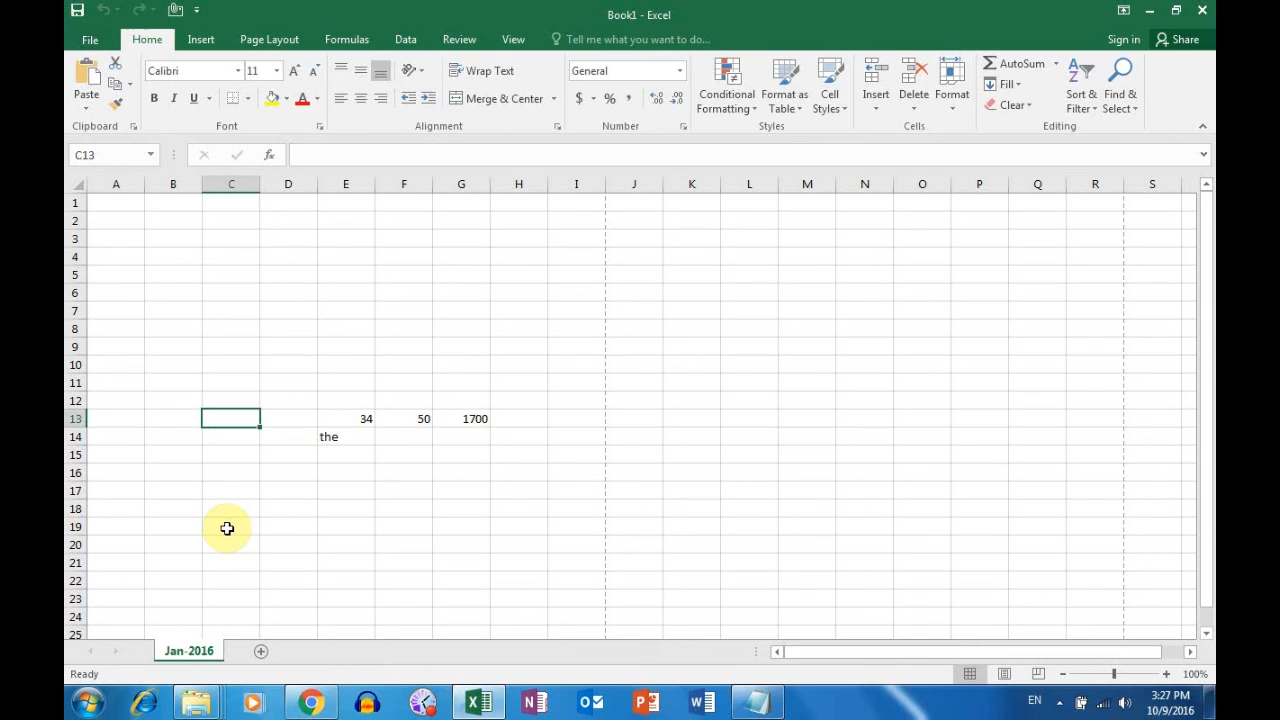 Book1 - Excel
File Home Insert Page Layout Formulas Data Review View Tell me what you want to do... Sign in Share
Paste
Clipboard
Calibri 11
B I U A
Font
Wrap Text
Merge & Center
Alignment
General
$ % ,
Number
Conditional Formatting
Format as Table
Cell Styles
Styles
Insert
Delete
Format
Cells
AutoSum
Fill
Clear
Sort & Filter
Find & Select
Editing
C13 fx
A B C D E F G H I J K L M N O P Q R S
1
2
3
4
5
6
7
8
9
10
11
12
13 34 50 1700
14 the
15
16
17
18
19
20
21
22
23
24
25
Jan-2016
Ready 100%
EN 3:27 PM
10/9/2016